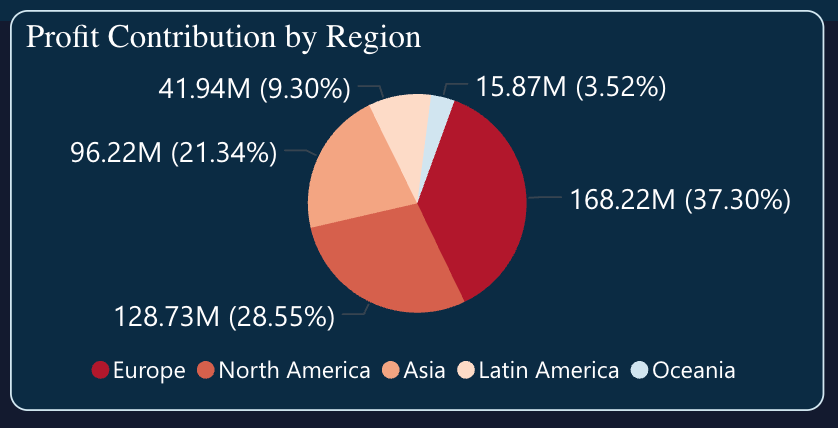 Profit Contribution by Region
41.94M (9.30%)
15.87M (3.52%)
96.22M (21.34%)
168.22M (37.30%)
128.73M (28.55%)
Europe North America Asia Latin America Oceania